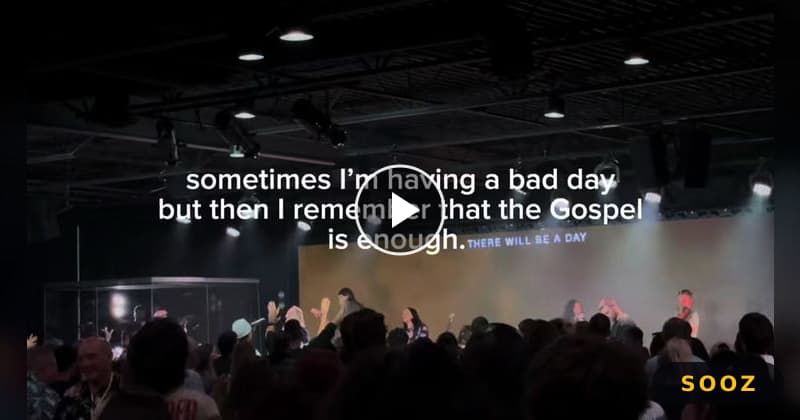 sometimes I'm having a bad day
but then I remember that the Gospel
is enough.
THERE WILL BE A DAY
SOOZ